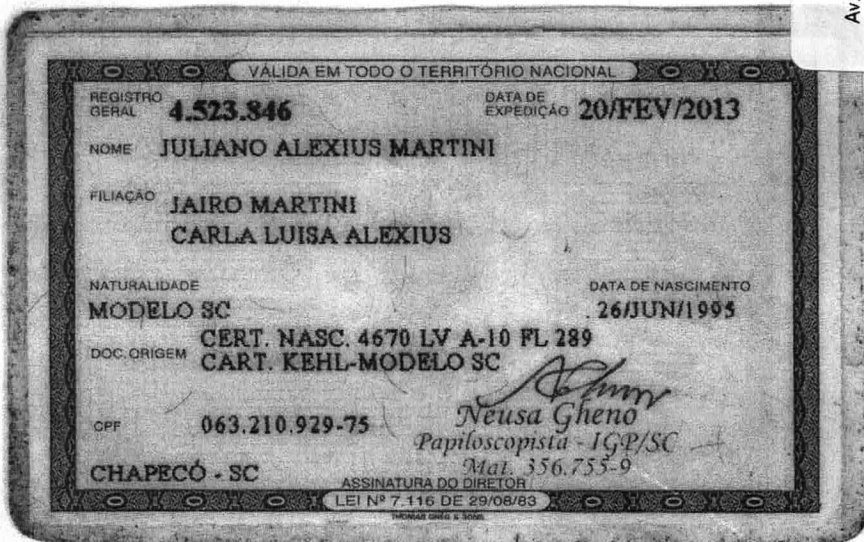 Av.
VÁLIDA EM TODO O TERRITÓRIO NACIONAL
REGISTRO GERAL 4.523.846 DATA DE EXPEDIÇÃO 20/FEV/2013
NOME JULIANO ALEXIUS MARTINI
FILIAÇÃO JAIRO MARTINI
CARLA LUISA ALEXIUS
NATURALIDADE DATA DE NASCIMENTO
MODELO SC 26/JUN/1995
DOC. ORIGEM CERT. NASC. 4670 LV A-10 FL 289
CART. KEHL-MODELO SC
CPF 063.210.929-75 Neusa Gheno
Papiloscopista - IGP/SC
CHAPECÓ - SC Mat. 356.755-9
ASSINATURA DO DIRETOR
LEI Nº 7.116 DE 29/08/83
THOMAS GREG & SONS